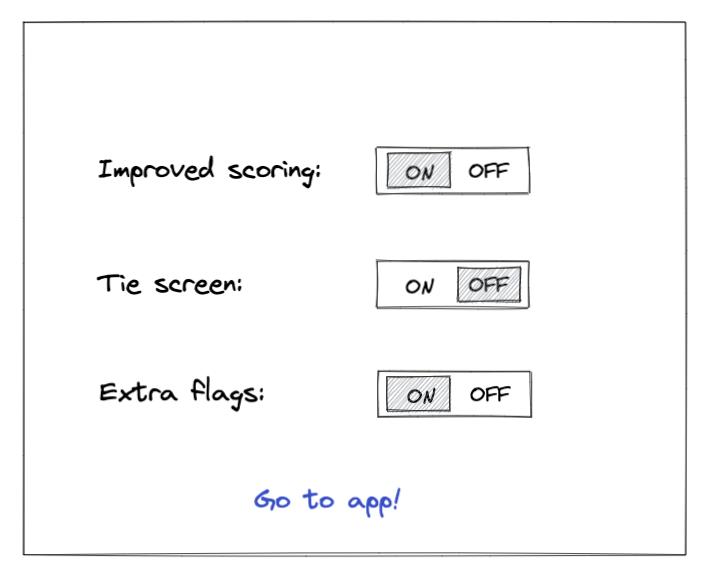 Improved scoring: ON OFF
Tie screen: ON OFF
Extra flags: ON OFF
Go to app!